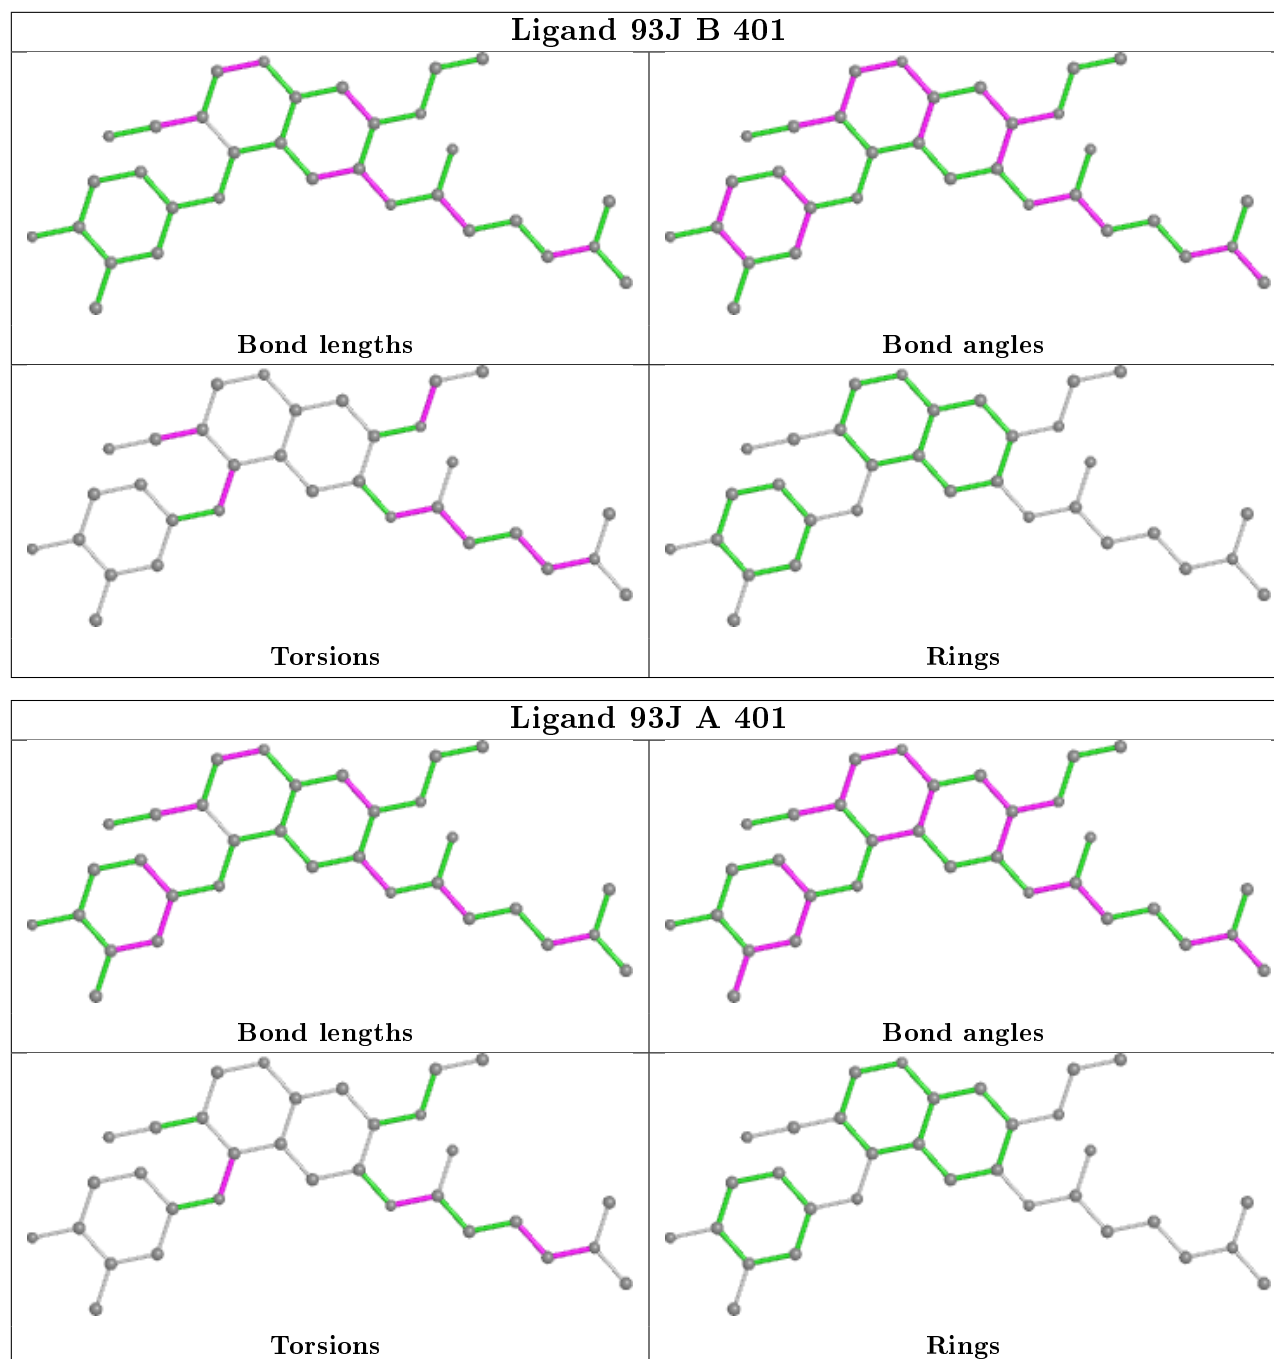 Ligand 93J B 401
Bond lengths
Bond angles
Torsions
Rings
Ligand 93J A 401
Bond lengths
Bond angles
Torsions
Rings